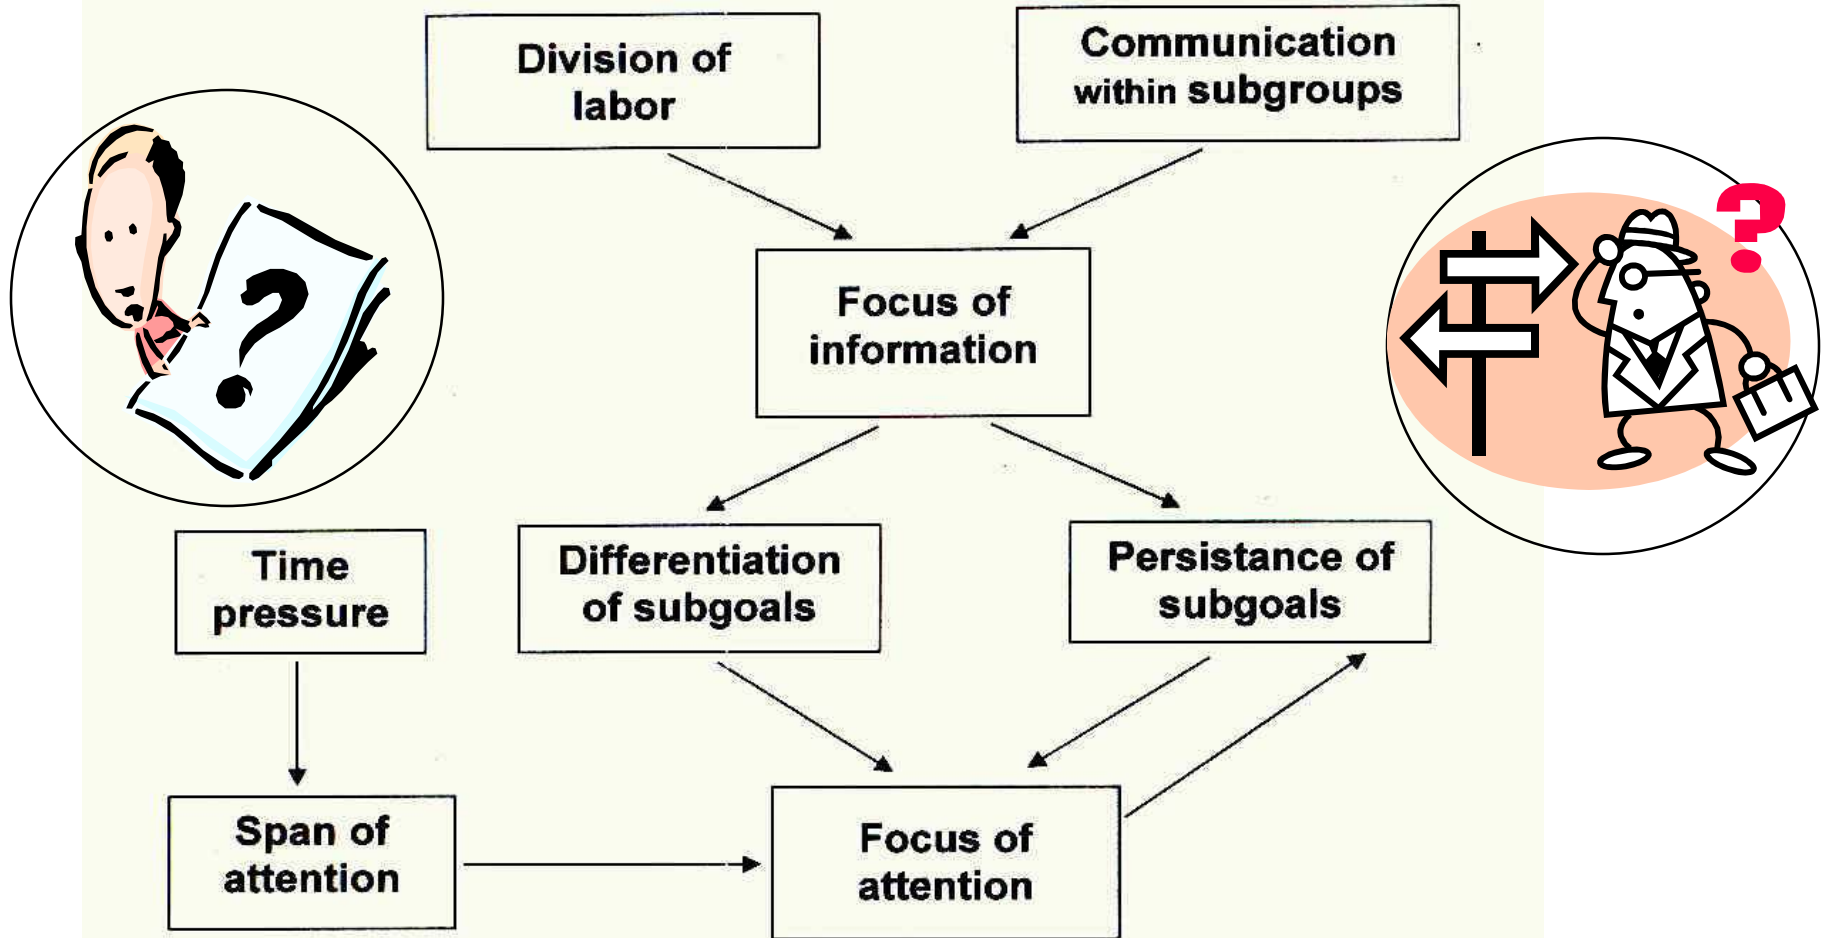 Division of
labor
Communication
within subgroups
?
?
Focus of
information
Time
pressure
Differentiation
of subgoals
Persistance of
subgoals
Span of
attention
Focus of
attention